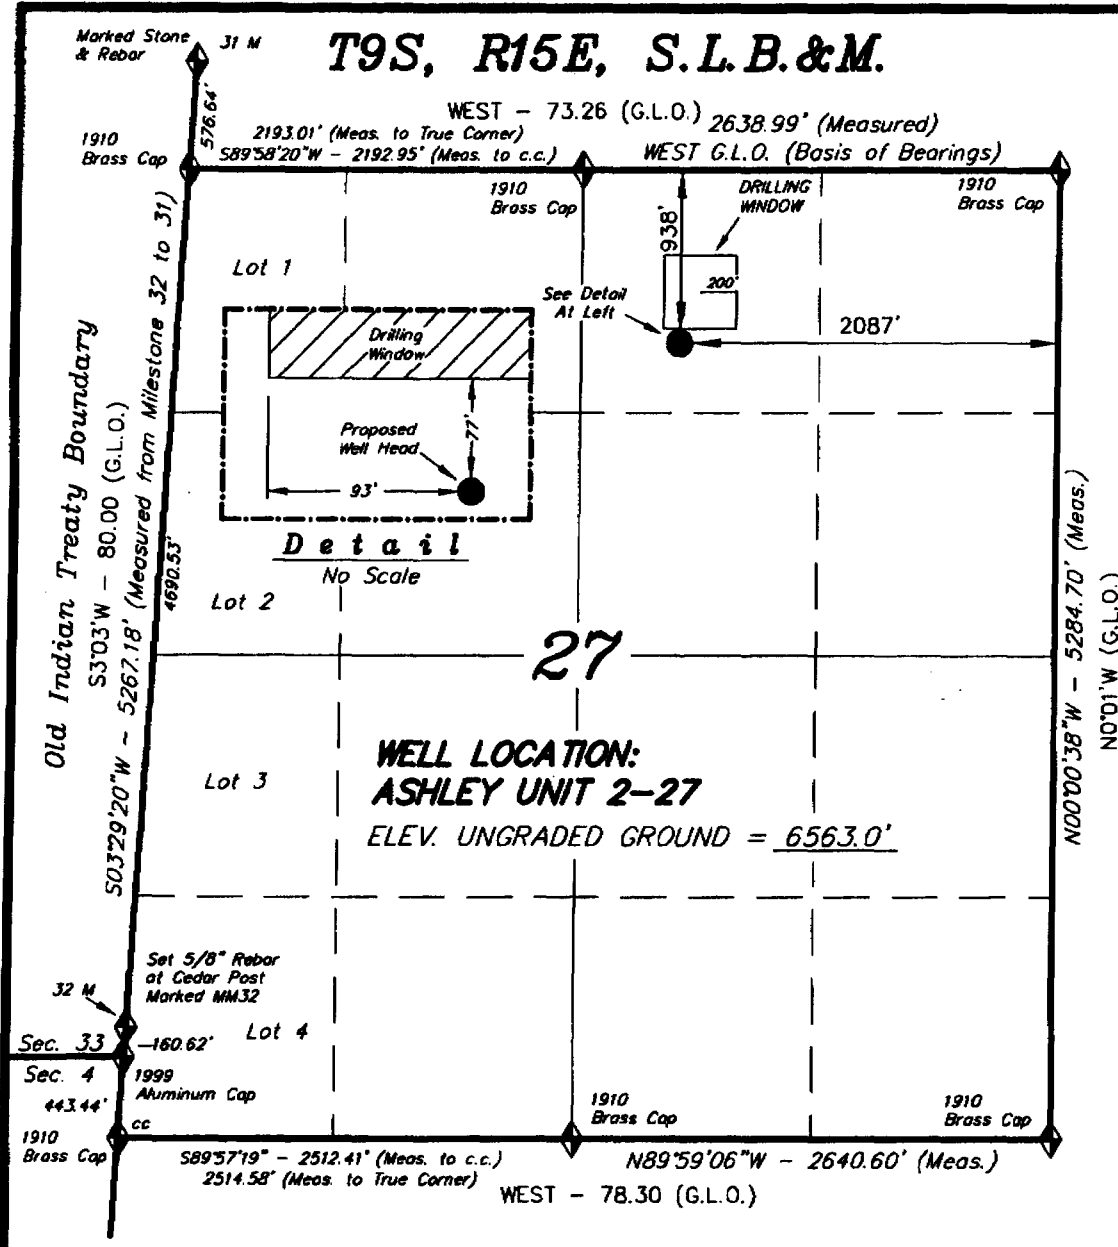 T9S, R15E, S.L.B.&M.
Marked Stone
& Rebar
31 M
576.64'
WEST - 73.26 (G.L.O.)
2193.01' (Meas. to True Corner)
S89°58'20"W - 2192.95' (Meas. to c.c.)
2638.99' (Measured)
WEST G.L.O. (Basis of Bearings)
1910
Brass Cap
1910
Brass Cap
1910
Brass Cap
DRILLING
WINDOW
938'
200'
See Detail
At Left
2087'
Lot 1
Drilling
Window
77'
Proposed
Well Head
93'
Detail
No Scale
Old Indian Treaty Boundary
S3°03'W - 80.00 (G.L.O.)
S03°29'20"W - 5267.18' (Measured from Milestone 32 to 31)
4690.53'
Lot 2
27
N00°00'38"W - 5284.70' (Meas.)
N0°01'W (G.L.O.)
WELL LOCATION:
ASHLEY UNIT 2-27
ELEV. UNGRADED GROUND = 6563.0'
Lot 3
Set 5/8" Rebar
at Cedar Post
Marked MM32
32 M
Lot 4
Sec. 33
160.62'
Sec. 4
1999
Aluminum Cap
443.44'
cc
1910
Brass Cap
1910
Brass Cap
1910
Brass Cap
S89°57'19" - 2512.41' (Meas. to c.c.)
2514.58' (Meas. to True Corner)
N89°59'06"W - 2640.60' (Meas.)
WEST - 78.30 (G.L.O.)